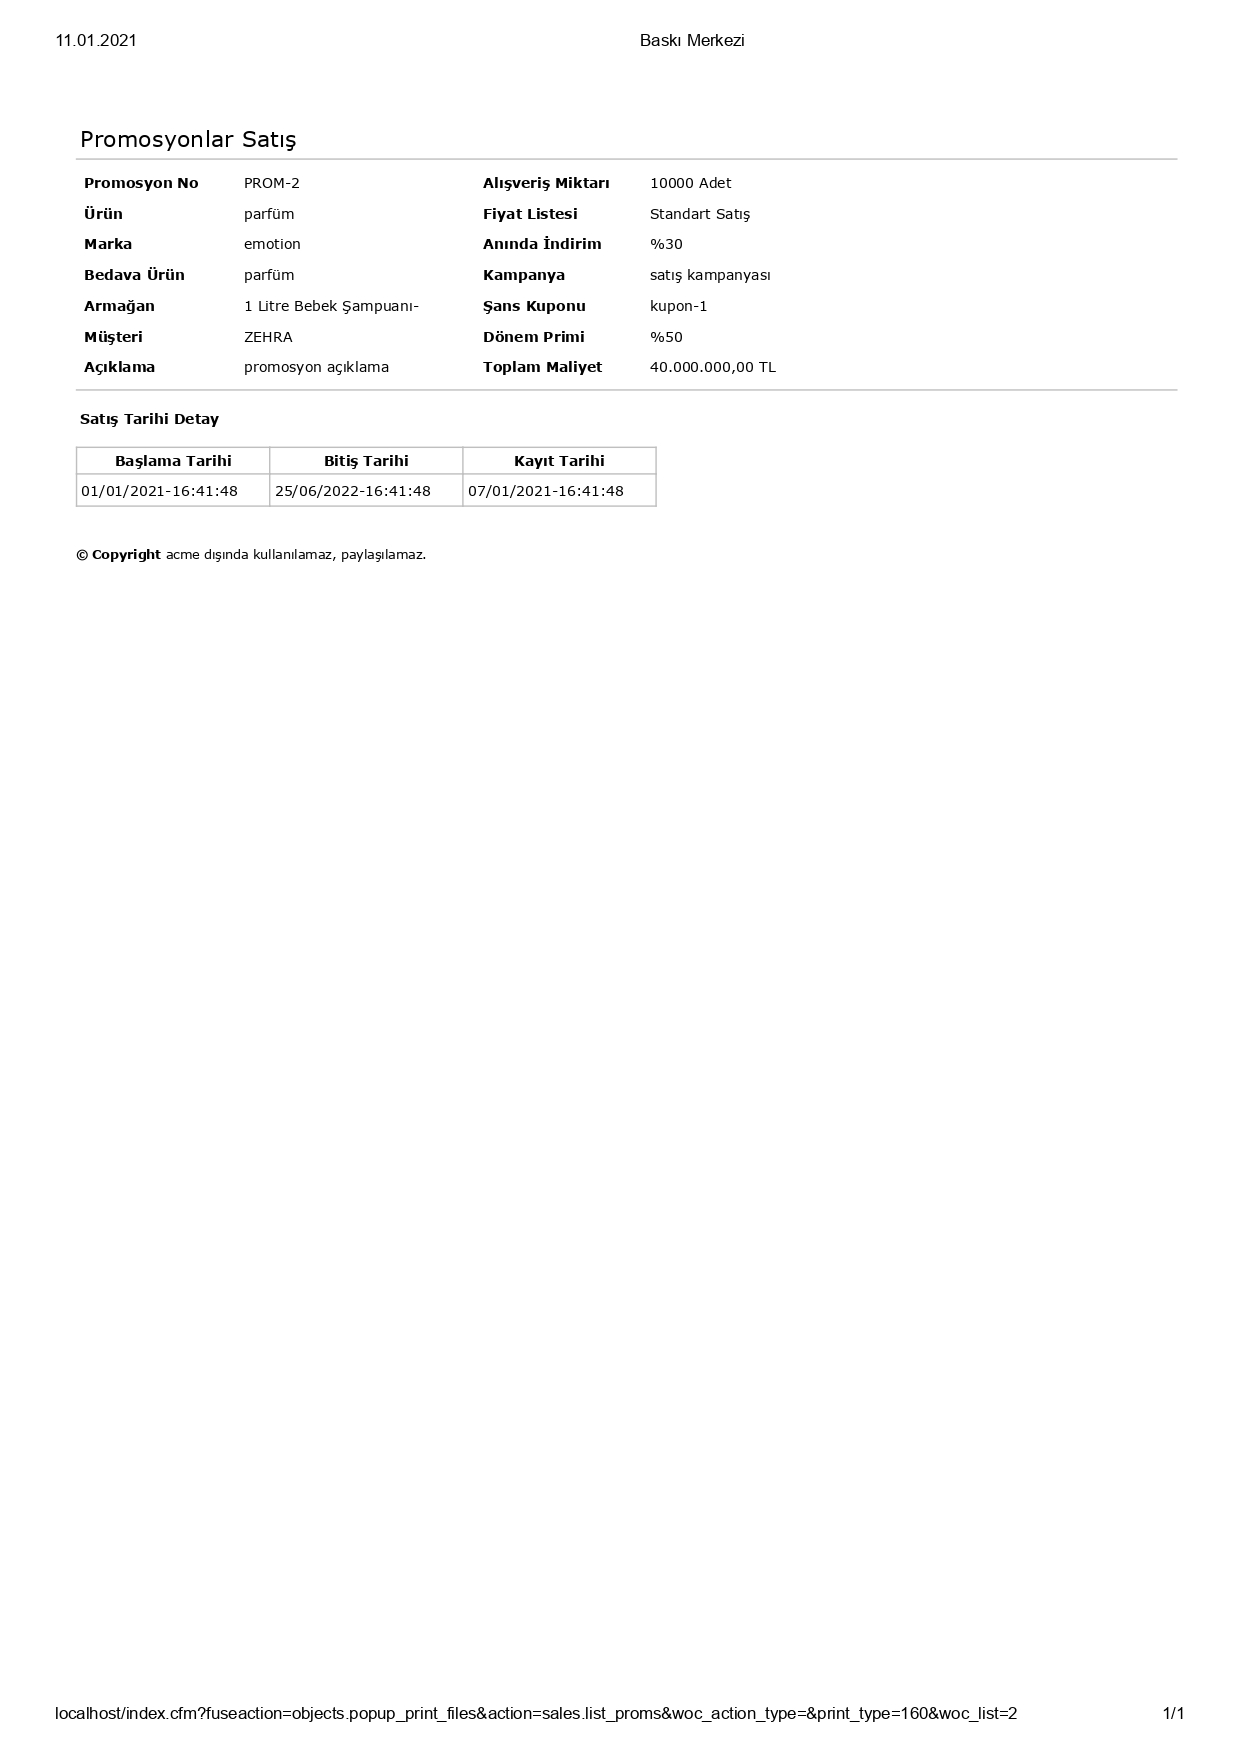 11.01.2021 Baskı Merkezi
Promosyonlar Satış
Promosyon No PROM-2 Alışveriş Miktarı 10000 Adet
Ürün parfüm Fiyat Listesi Standart Satış
Marka emotion Anında İndirim %30
Bedava Ürün parfüm Kampanya satış kampanyası
Armağan 1 Litre Bebek Şampuanı- Şans Kuponu kupon-1
Müşteri ZEHRA Dönem Primi %50
Açıklama promosyon açıklama Toplam Maliyet 40.000.000,00 TL
Satış Tarihi Detay
Başlama Tarihi Bitiş Tarihi Kayıt Tarihi
01/01/2021-16:41:48 25/06/2022-16:41:48 07/01/2021-16:41:48
© Copyright acme dışında kullanılamaz, paylaşılamaz.
localhost/index.cfm?fuseaction=objects.popup_print_files&action=sales.list_proms&woc_action_type=&print_type=160&woc_list=2 1/1